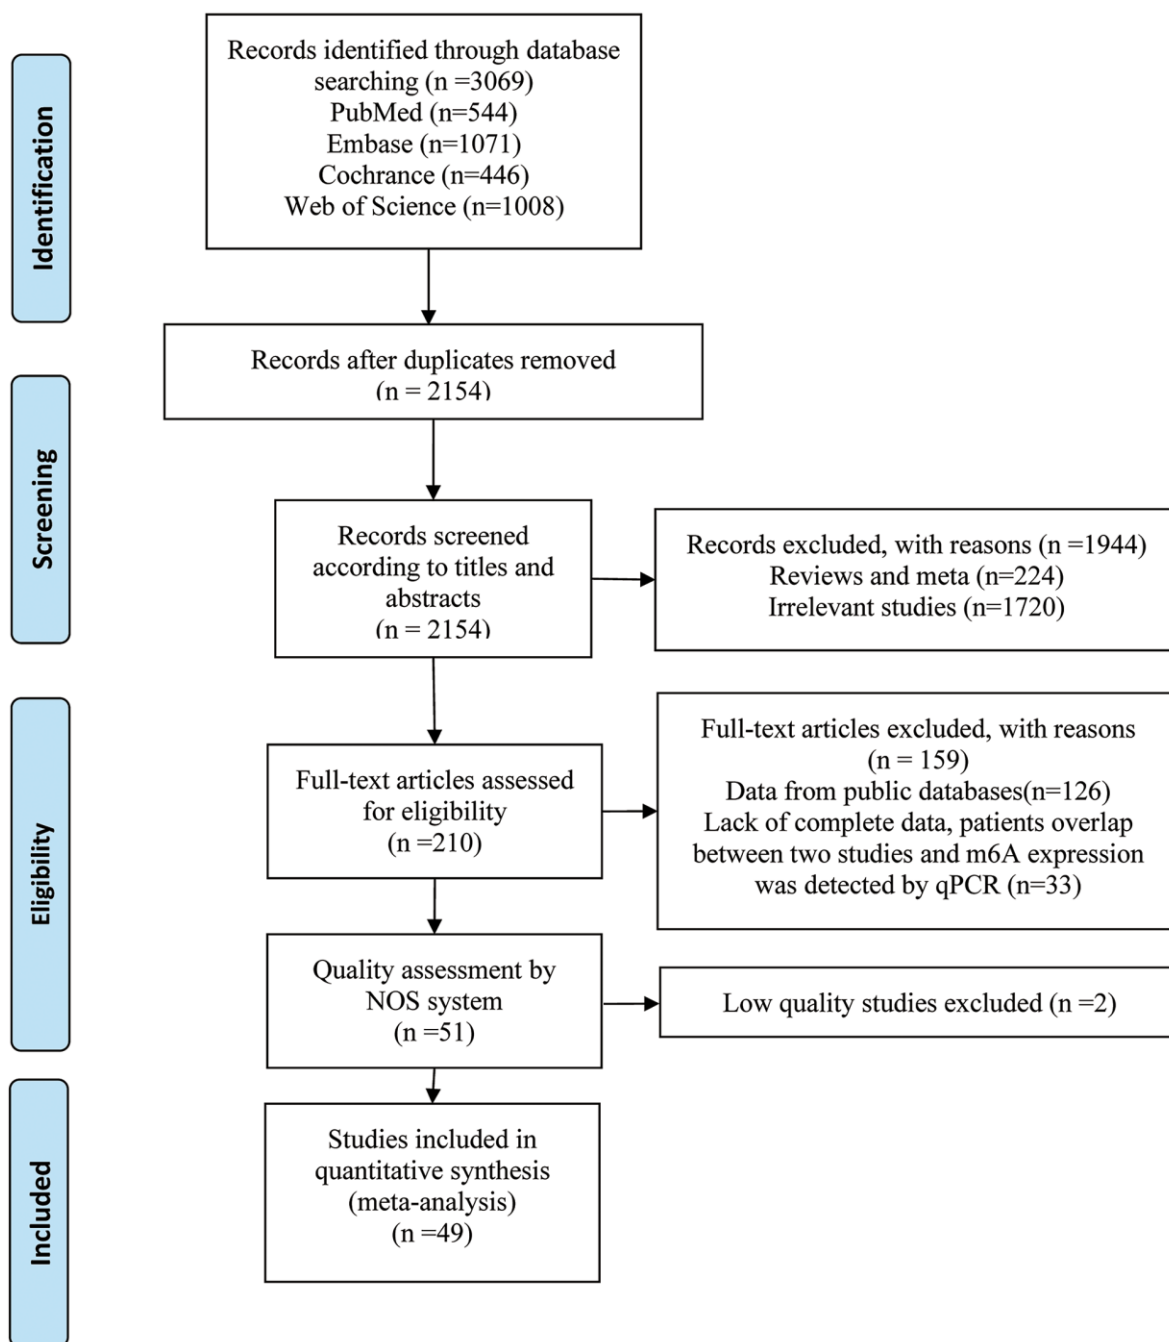 Identification
Records identified through database
searching (n =3069)
PubMed (n=544)
Embase (n=1071)
Cochrance (n=446)
Web of Science (n=1008)
Screening
Records after duplicates removed
(n = 2154)
Records screened
according to titles and
abstracts
(n = 2154)
Records excluded, with reasons (n =1944)
Reviews and meta (n=224)
Irrelevant studies (n=1720)
Eligibility
Full-text articles assessed
for eligibility
(n =210)
Full-text articles excluded, with reasons
(n = 159)
Data from public databases(n=126)
Lack of complete data, patients overlap
between two studies and m6A expression
was detected by qPCR (n=33)
Quality assessment by
NOS system
(n =51)
Low quality studies excluded (n =2)
Included
Studies included in
quantitative synthesis
(meta-analysis)
(n =49)